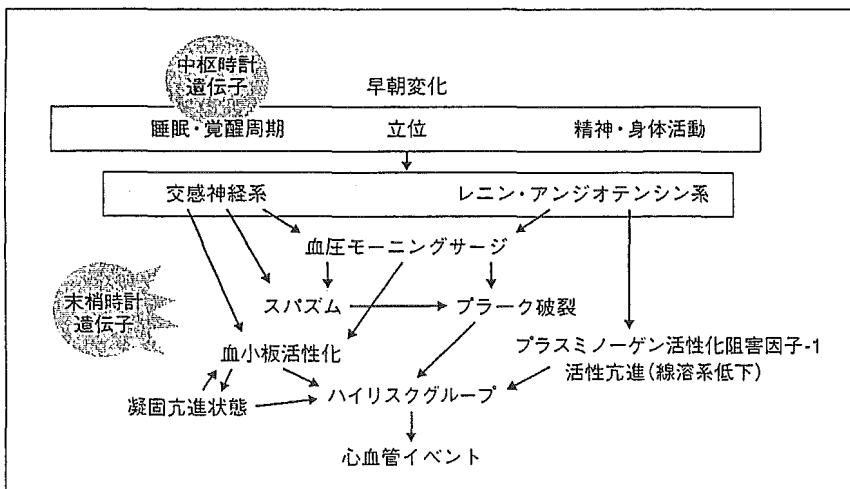 中枢時計
遺伝子
早朝変化
睡眠・覚醒周期　立位　精神・身体活動
交感神経系　レニン・アンジオテンシン系
血圧モーニングサージ
末梢時計
遺伝子
スパズム　プラーク破裂
血小板活性化
プラスミノーゲン活性化阻害因子-1
活性亢進(線溶系低下)
凝固亢進状態
ハイリスクグループ
心血管イベント